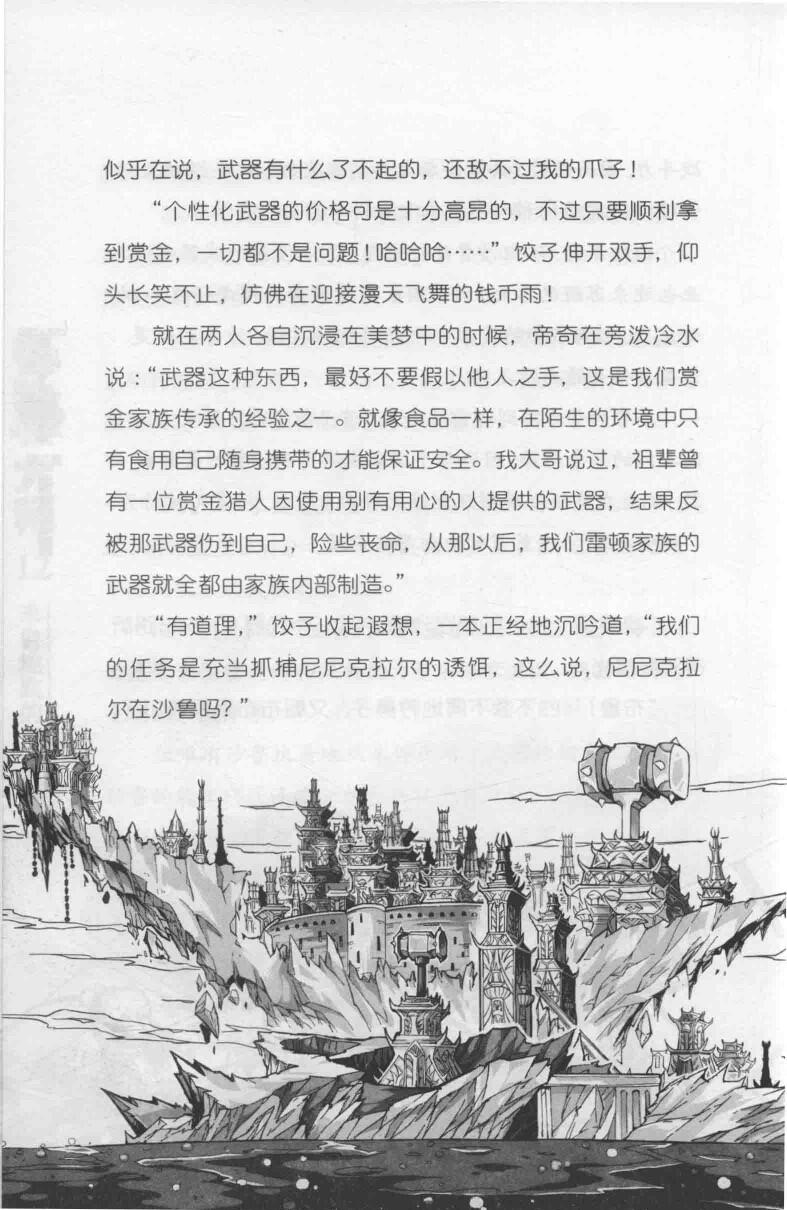 似乎在说，武器有什么了不起的，还敌不过我的爪子！
“个性化武器的价格可是十分高昂的，不过只要顺利拿
到赏金，一切都不是问题！哈哈哈……”饺子伸开双手，仰
头长笑不止，仿佛在迎接漫天飞舞的钱币雨！
就在两人各自沉浸在美梦中的时候，帝奇在旁泼冷水
说：“武器这种东西，最好不要假以他人之手，这是我们赏
金家族传承的经验之一。就像食品一样，在陌生的环境中只
有食用自己随身携带的才能保证安全。我大哥说过，祖辈曾
有一位赏金猎人因使用别有用心的人提供的武器，结果反
被那武器伤到自己，险些丧命，从那以后，我们雷顿家族的
武器就全都由家族内部制造。”
“有道理，”饺子收起遐想，一本正经地沉吟道，“我们
的任务是充当抓捕尼尼克拉尔的诱饵，这么说，尼尼克拉
尔在沙鲁吗？”